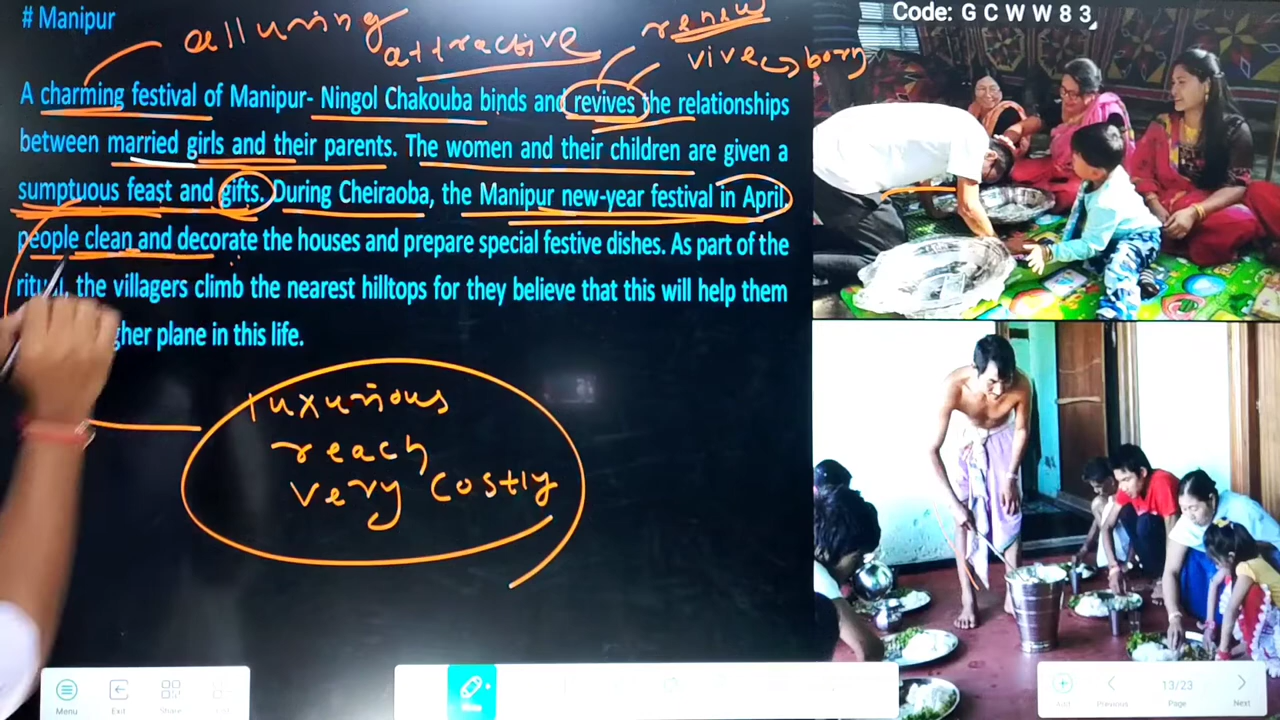 # Manipur
Code: G C W W 8 3
alluring
attractive
renew
vive → born
A charming festival of Manipur- Ningol Chakouba binds and revives the relationships
between married girls and their parents. The women and their children are given a
sumptuous feast and gifts. During Cheiraoba, the Manipur new-year festival in April,
people clean and decorate the houses and prepare special festive dishes. As part of the
ritual, the villagers climb the nearest hilltops for they believe that this will help them
gher plane in this life.
luxurious
reach
very costly
Menu
Exit
Share
13/23
Add
Previous
Page
Next